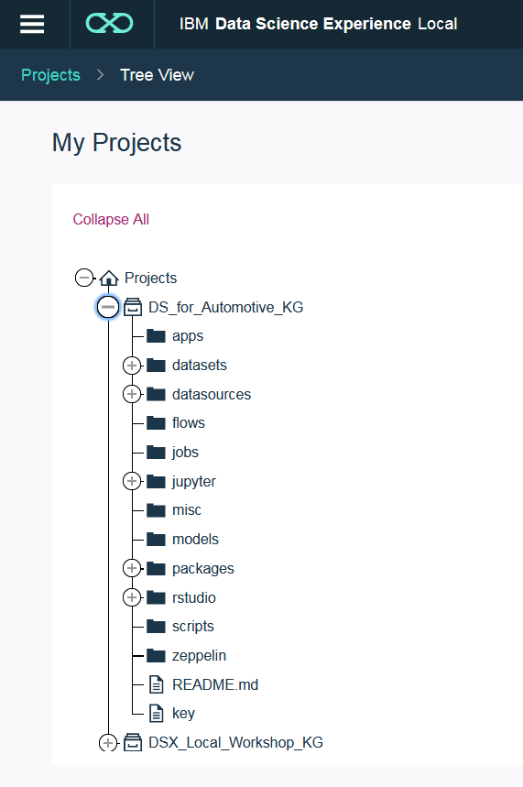 IBM Data Science Experience Local
Projects > Tree View
My Projects
Collapse All
Projects
DS_for_Automotive_KG
apps
datasets
datasources
flows
jobs
jupyter
misc
models
packages
rstudio
scripts
zeppelin
README.md
key
DSX_Local_Workshop_KG